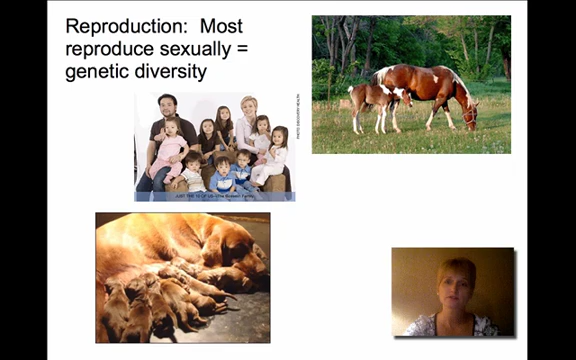 Reproduction:  Most
reproduce sexually =
genetic diversity